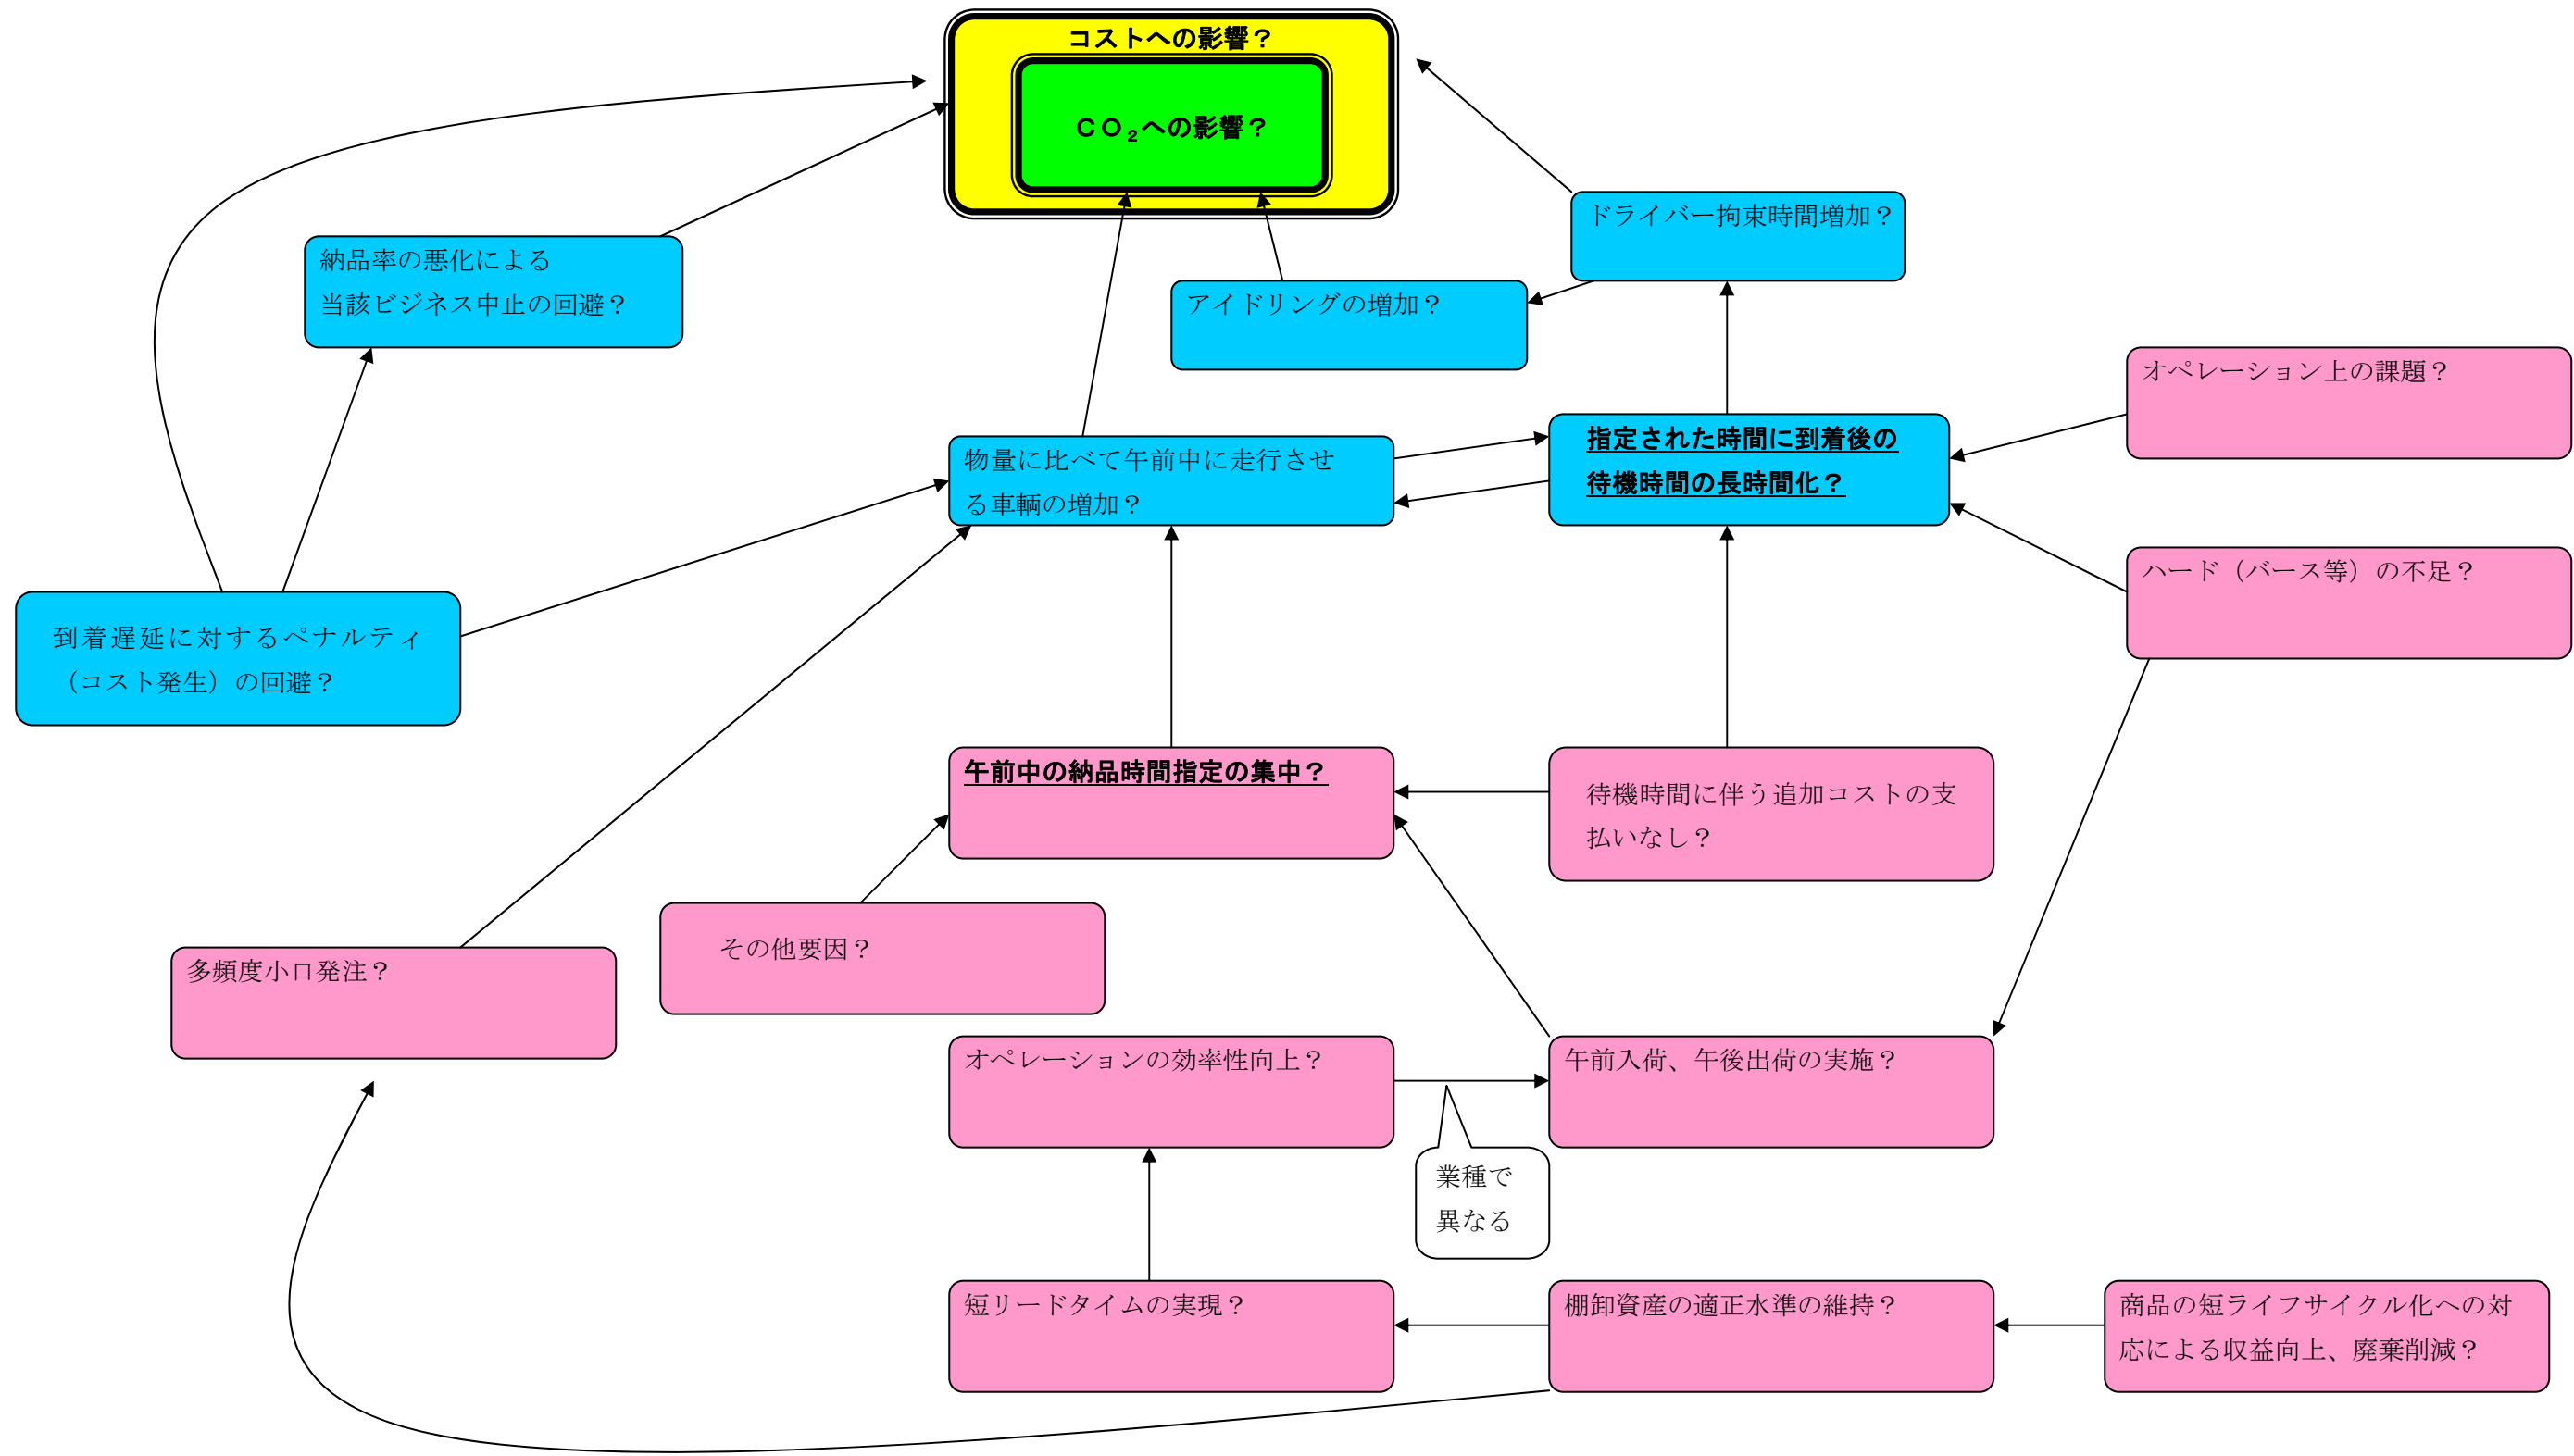 コストへの影響？
ＣＯ₂への影響？
ドライバー拘束時間増加？
納品率の悪化による
当該ビジネス中止の回避？
アイドリングの増加？
オペレーション上の課題？
指定された時間に到着後の
待機時間の長時間化？
物量に比べて午前中に走行させ
る車輌の増加？
ハード（バース等）の不足？
到着遅延に対するペナルティ
（コスト発生）の回避？
午前中の納品時間指定の集中？
待機時間に伴う追加コストの支
払いなし？
その他要因？
多頻度小口発注？
オペレーションの効率性向上？
午前入荷、午後出荷の実施？
業種で
異なる
短リードタイムの実現？
棚卸資産の適正水準の維持？
商品の短ライフサイクル化への対
応による収益向上、廃棄削減？